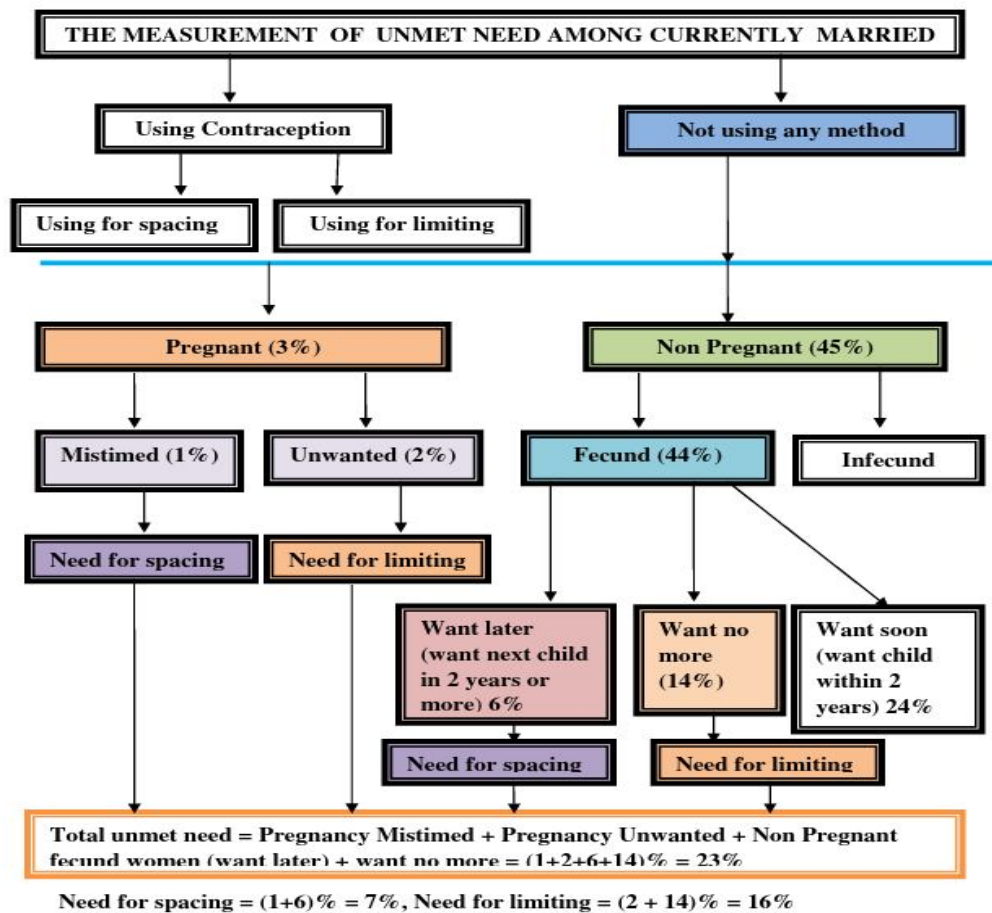 THE MEASUREMENT OF UNMET NEED AMONG CURRENTLY MARRIED
Using Contraception
Not using any method
Using for spacing
Using for limiting
Pregnant (3%)
Non Pregnant (45%)
Mistimed (1%)
Unwanted (2%)
Fecund (44%)
Infecund
Need for spacing
Need for limiting
Want later
(want next child
in 2 years or
more) 6%
Want no
more
(14%)
Want soon
(want child
within 2
years) 24%
Need for spacing
Need for limiting
Total unmet need = Pregnancy Mistimed + Pregnancy Unwanted + Non Pregnant
fecund women (want later) + want no more = (1+2+6+14)% = 23%
Need for spacing = (1+6)% = 7%, Need for limiting = (2 + 14)% = 16%